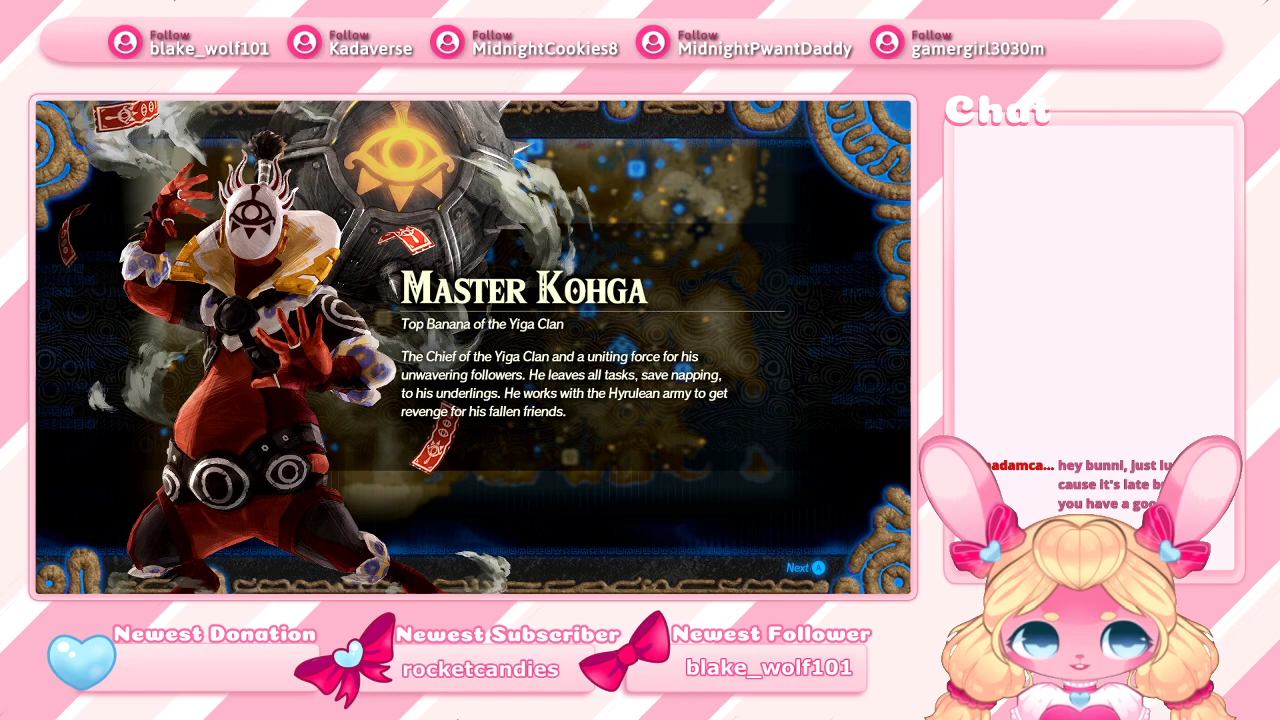 Follow
blake_wolf101
Follow
Kadaverse
Follow
MidnightCookies8
Follow
MidnightPwantDaddy
Follow
gamergirl3030m
Chat
Master Kohga
Top Banana of the Yiga Clan
The Chief of the Yiga Clan and a uniting force for his
unwavering followers. He leaves all tasks, save napping,
to his underlings. He works with the Hyrulean army to get
revenge for his fallen friends.
Next A
hey bunni, just
cause it's late
you have a
Newest Donation
Newest Subscriber
rocketcandies
Newest Follower
blake_wolf101